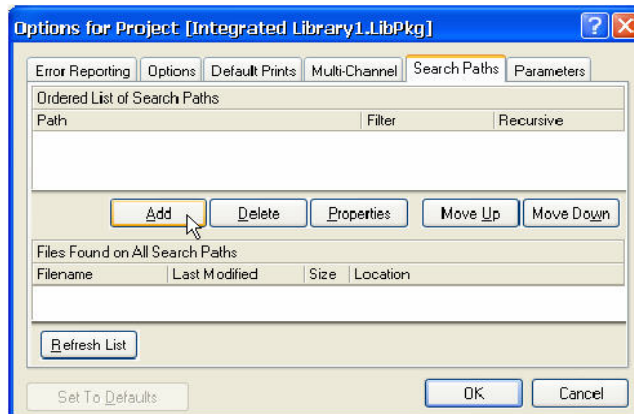 Options for Project [Integrated Library1.LibPkg]
Error Reporting Options Default Prints Multi-Channel Search Paths Parameters
Ordered List of Search Paths
Path Filter Recursive
Add Delete Properties Move Up Move Down
Files Found on All Search Paths
Filename Last Modified Size Location
Refresh List
Set To Defaults OK Cancel